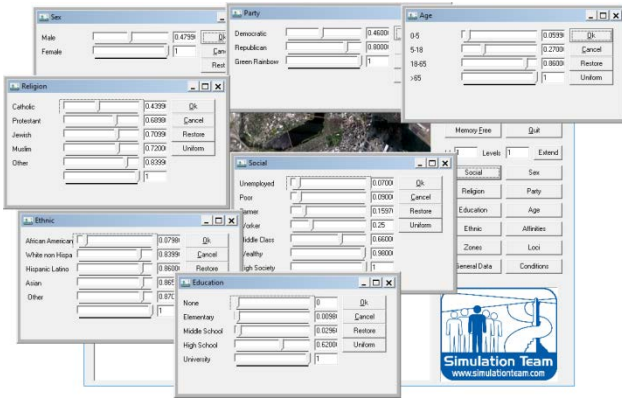 Sex
Male 0.4799
Female 1
Ok
Party
Democratic 0.4600
Republican 0.8000
Green Rainbow 1
Age
0-5 0.0599 Ok
5-18 0.2700 Cancel
18-65 0.8600 Restore
>65 1 Uniform
Religion
Catholic 0.4399 Ok
Protestant 0.6898 Cancel
Jewish 0.7099 Restore
Muslim 0.7200 Uniform
Other 0.8399
1
Memory Free Quit
Levels 1 Extend
Social Sex
Religion Party
Education Age
Ethnic Affinities
Zones Loci
General Data Conditions
Social
Unemployed 0.0700 Ok
Poor 0.0900 Cancel
0.1597 Restore
Worker 0.25 Uniform
Middle Class 0.6600
Wealthy 0.9800
High Society 1
Ethnic
African American 0.0798 Ok
White non Hispa 0.8399 Cancel
Hispanic Latino 0.8600 Restore
Asian 0.865
Other 0.870
Education
None 0 Ok
Elementary 0.0098 Cancel
Middle School 0.0296 Restore
High School 0.6200 Uniform
University 1
Simulation Team
www.simulationteam.com